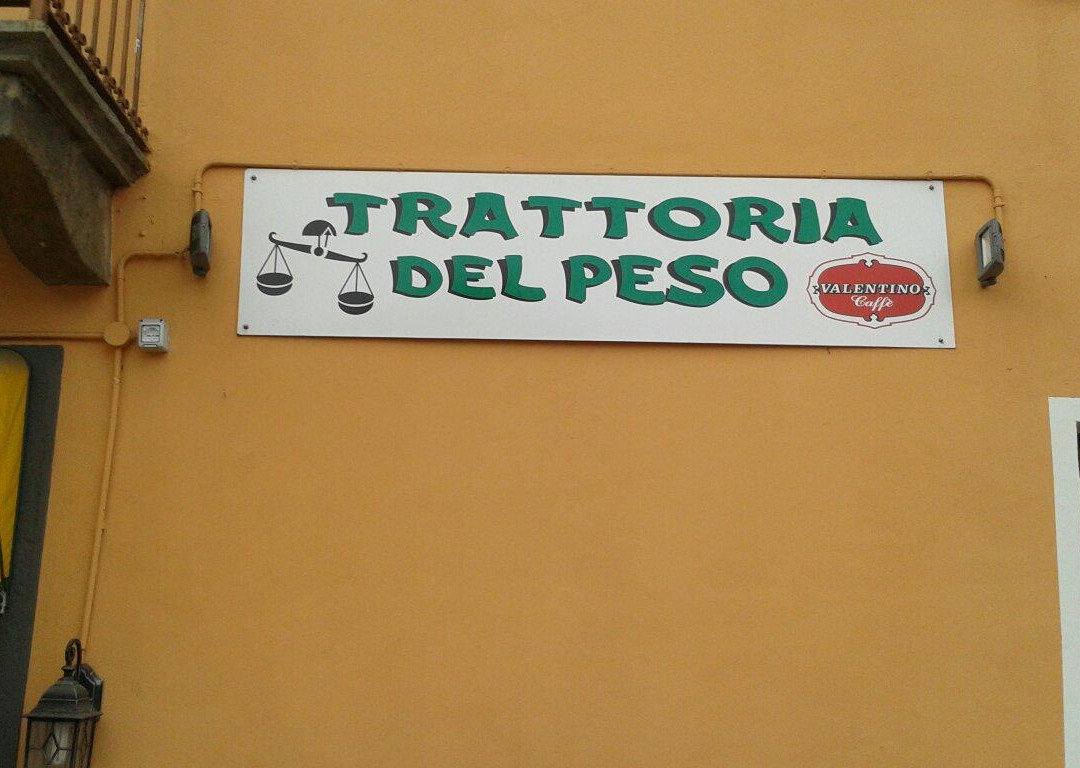 TRATTORIA
DEL PESO
VALENTINO
Caffè